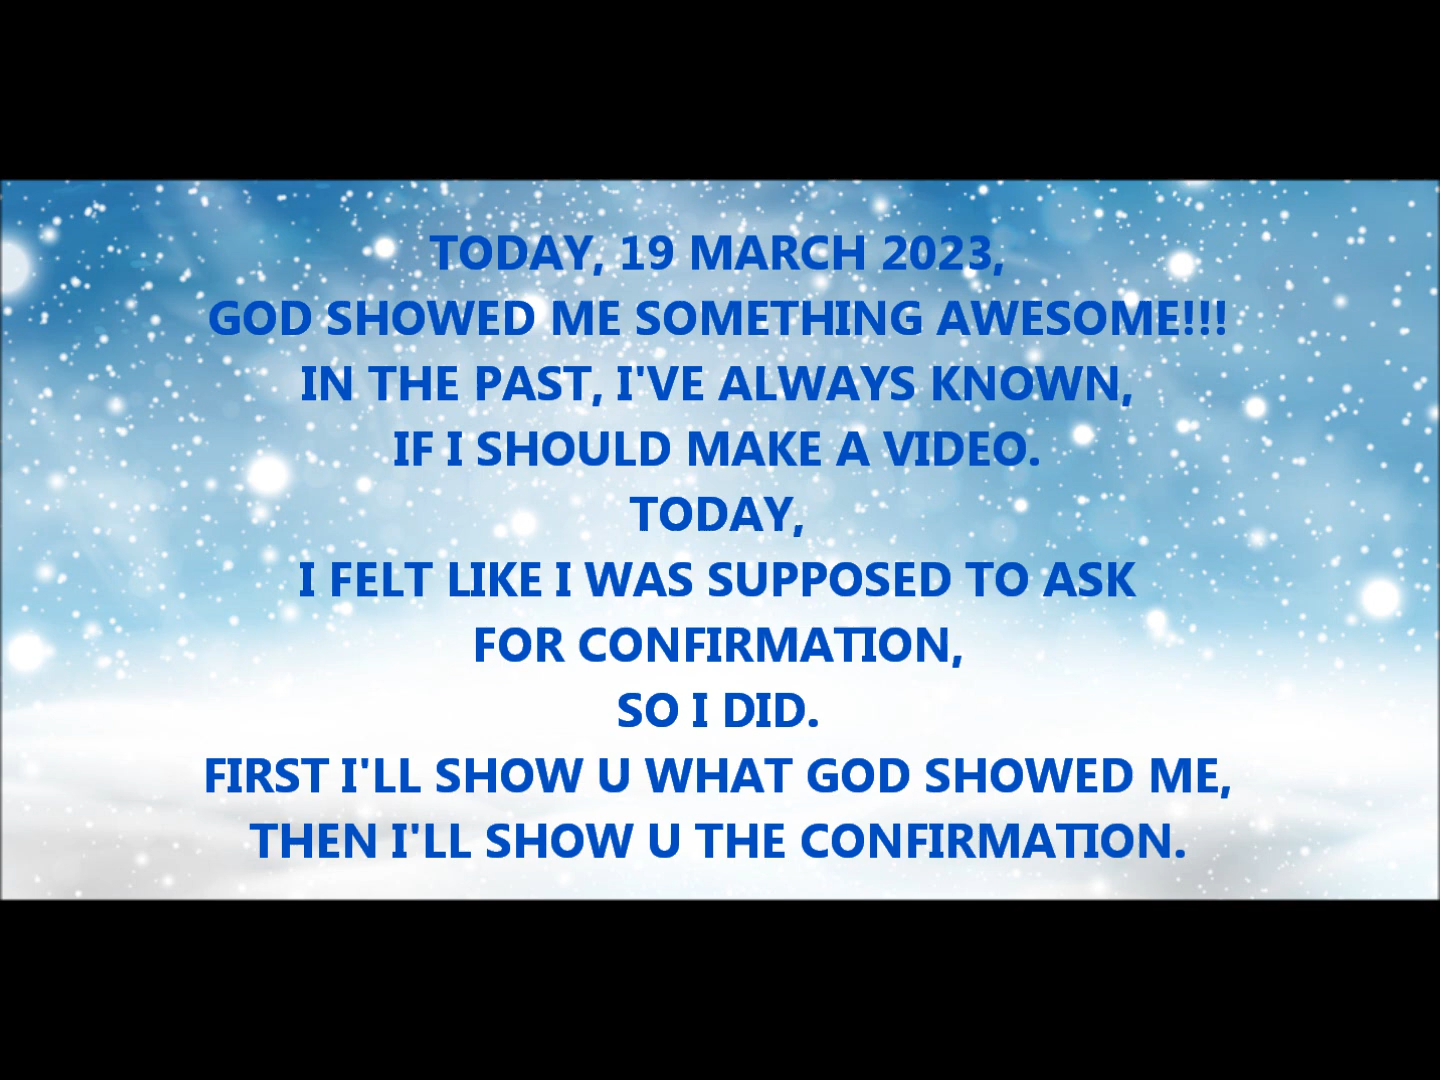 TODAY, 19 MARCH 2023,
GOD SHOWED ME SOMETHING AWESOME!!!
IN THE PAST, I'VE ALWAYS KNOWN,
IF I SHOULD MAKE A VIDEO.
TODAY,
I FELT LIKE I WAS SUPPOSED TO ASK
FOR CONFIRMATION,
SO I DID.
FIRST I'LL SHOW U WHAT GOD SHOWED ME,
THEN I'LL SHOW U THE CONFIRMATION.